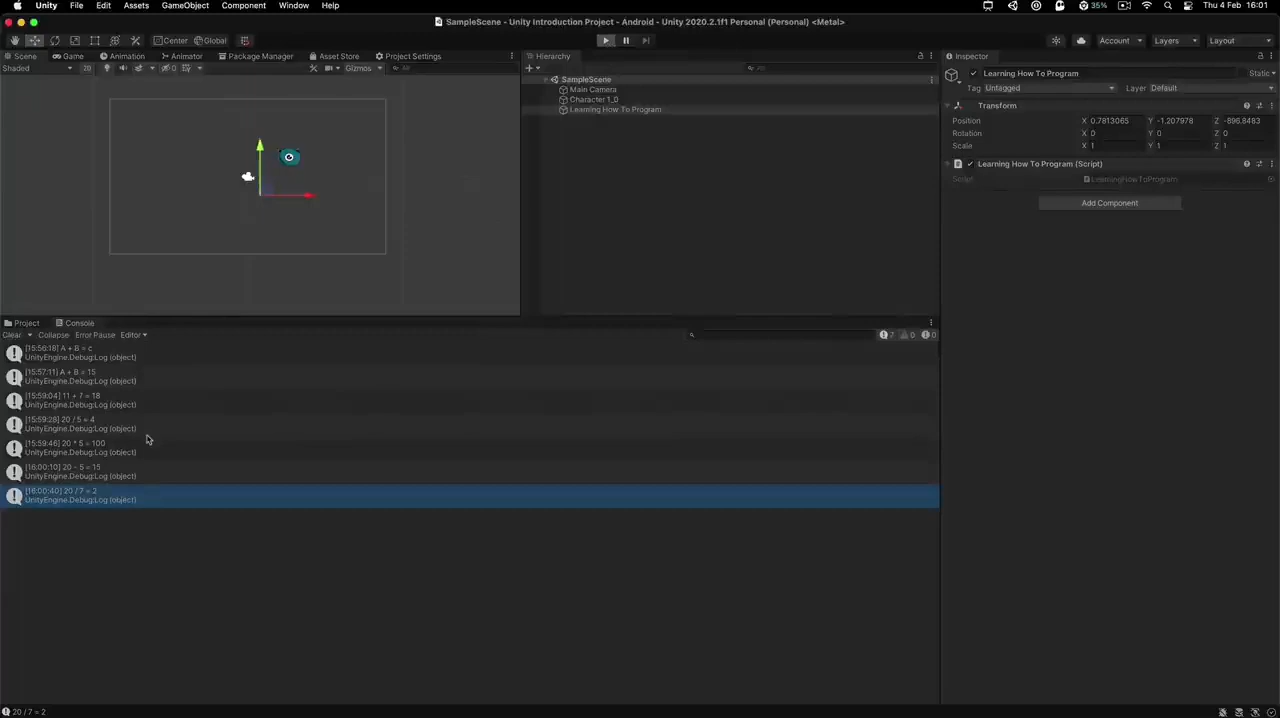 Unity File Edit Assets GameObject Component Window Help 35% Thu 4 Feb 16:01
SampleScene - Unity Introduction Project - Android - Unity 2020.2.1f1 Personal (Personal) <Metal>
Center Global Account Layers Layout
Scene Game Animation Animator Package Manager Asset Store Project Settings Hierarchy Inspector
Shaded 2D 0 Gizmos All All
Learning How To Program Static
Tag Untagged Layer Default
SampleScene
Main Camera
Character 1_0
Learning How To Program
Transform
Position X 0.7813065 Y -1.207978 Z -896.8483
Rotation X 0 Y 0 Z 0
Scale X 1 Y 1 Z 1
Learning How To Program (Script)
Script LearningHowToProgram
Add Component
Project Console
Clear Collapse Error Pause Editor 7 0 0
[15:56:18] A + B = c
UnityEngine.Debug:Log (object)
[15:57:11] A + B = 15
UnityEngine.Debug:Log (object)
[15:59:04] 11 + 7 = 18
UnityEngine.Debug:Log (object)
[15:59:28] 20 / 5 = 4
UnityEngine.Debug:Log (object)
[15:59:46] 20 * 5 = 100
UnityEngine.Debug:Log (object)
[16:00:10] 20 - 5 = 15
UnityEngine.Debug:Log (object)
[16:00:40] 20 / 7 = 2
UnityEngine.Debug:Log (object)
20 / 7 = 2